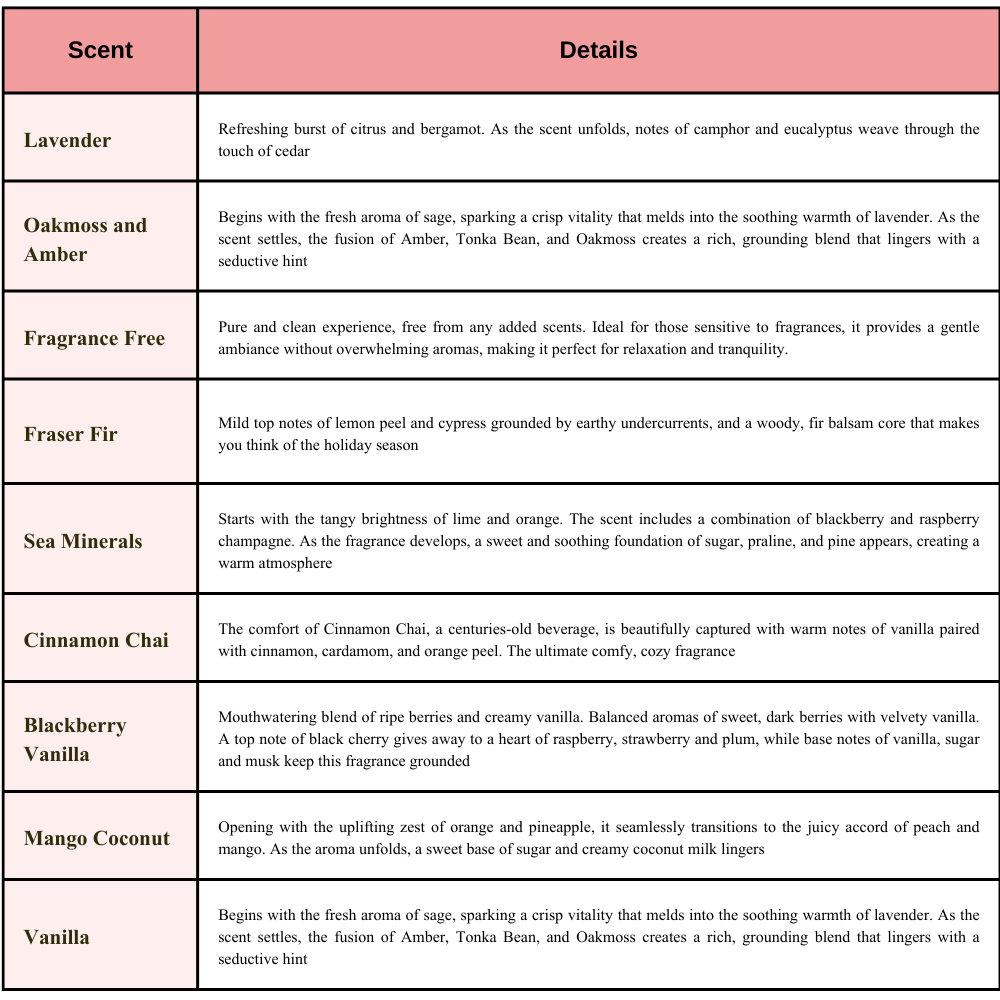 Scent
Details
Lavender
Refreshing burst of citrus and bergamot. As the scent unfolds, notes of camphor and eucalyptus weave through the
touch of cedar
Oakmoss and
Amber
Begins with the fresh aroma of sage, sparking a crisp vitality that melds into the soothing warmth of lavender. As the
scent settles, the fusion of Amber, Tonka Bean, and Oakmoss creates a rich, grounding blend that lingers with a
seductive hint
Fragrance Free
Pure and clean experience, free from any added scents. Ideal for those sensitive to fragrances, it provides a gentle
ambiance without overwhelming aromas, making it perfect for relaxation and tranquility.
Fraser Fir
Mild top notes of lemon peel and cypress grounded by earthy undercurrents, and a woody, fir balsam core that makes
you think of the holiday season
Sea Minerals
Starts with the tangy brightness of lime and orange. The scent includes a combination of blackberry and raspberry
champagne. As the fragrance develops, a sweet and soothing foundation of sugar, praline, and pine appears, creating a
warm atmosphere
Cinnamon Chai
The comfort of Cinnamon Chai, a centuries-old beverage, is beautifully captured with warm notes of vanilla paired
with cinnamon, cardamom, and orange peel. The ultimate comfy, cozy fragrance
Blackberry
Vanilla
Mouthwatering blend of ripe berries and creamy vanilla. Balanced aromas of sweet, dark berries with velvety vanilla.
A top note of black cherry gives away to a heart of raspberry, strawberry and plum, while base notes of vanilla, sugar
and musk keep this fragrance grounded
Mango Coconut
Opening with the uplifting zest of orange and pineapple, it seamlessly transitions to the juicy accord of peach and
mango. As the aroma unfolds, a sweet base of sugar and creamy coconut milk lingers
Vanilla
Begins with the fresh aroma of sage, sparking a crisp vitality that melds into the soothing warmth of lavender. As the
scent settles, the fusion of Amber, Tonka Bean, and Oakmoss creates a rich, grounding blend that lingers with a
seductive hint